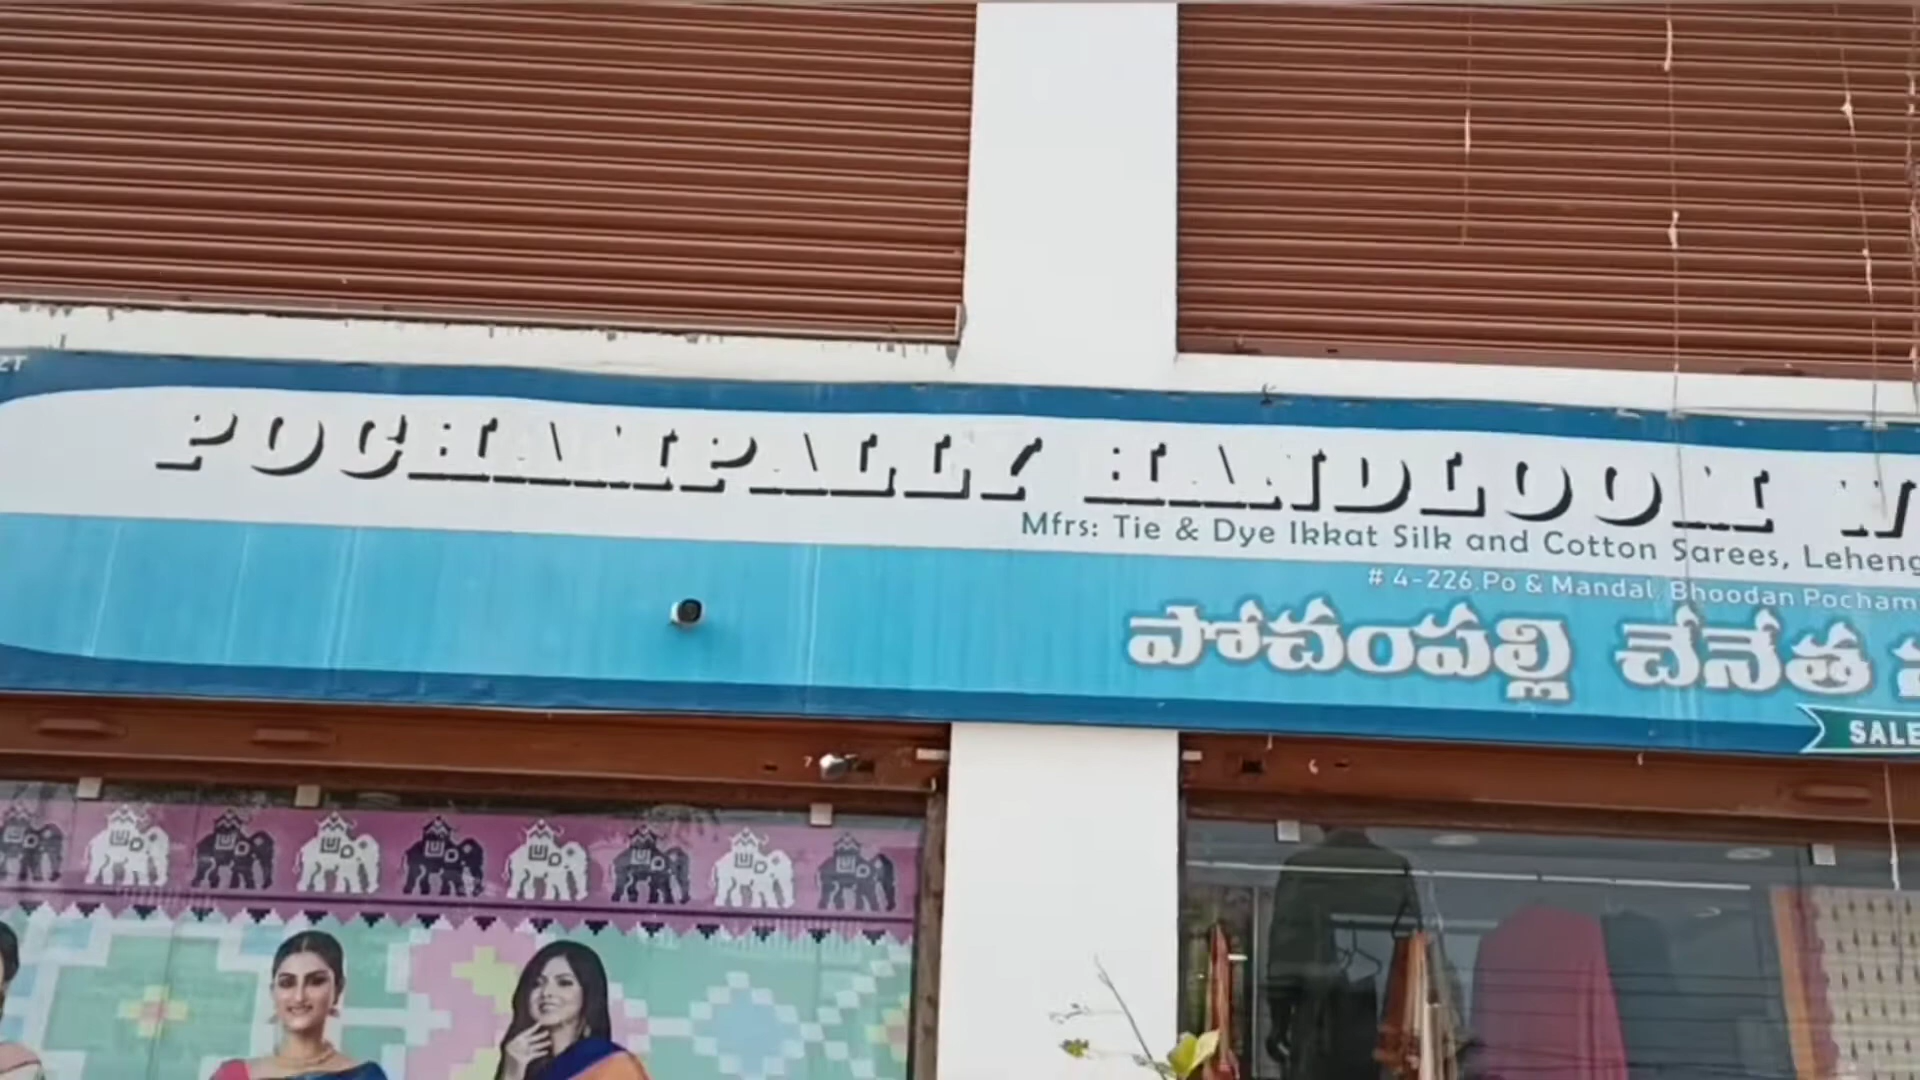 POCHAMPALLY HANDLOOM
Mfrs: Tie & Dye Ikkat Silk and Cotton Sarees, Leheng
# 4-226, Po & Mandal, Bhoodan Pocham
పోచంపల్లి చేనేత
SALE